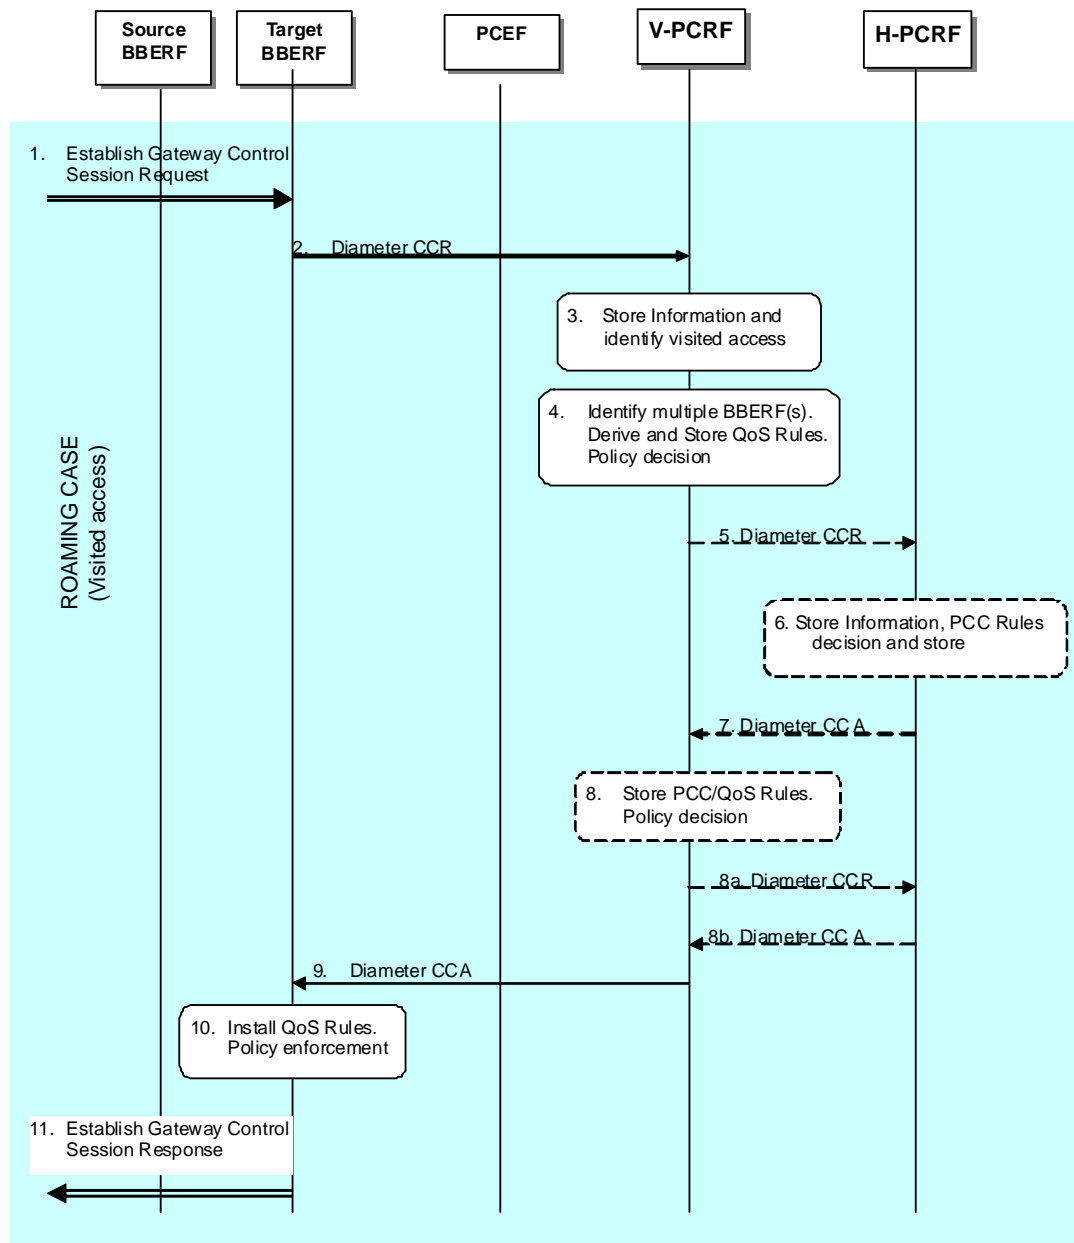 Source
BBERF
Target
BBERF
PCEF
V-PCRF
H-PCRF
1. Establish Gateway Control
Session Request
2. Diameter CCR
3. Store Information and
identify visited access
4. Identify multiple BBERF(s).
Derive and Store QoS Rules.
Policy decision
ROAMING CASE
(Visited access)
5. Diameter CCR
6. Store Information, PCC Rules
decision and store
7. Diameter CCA
8. Store PCC/QoS Rules.
Policy decision
8a. Diameter CCR
8b. Diameter CCA
9. Diameter CCA
10. Install QoS Rules.
Policy enforcement
11. Establish Gateway Control
Session Response